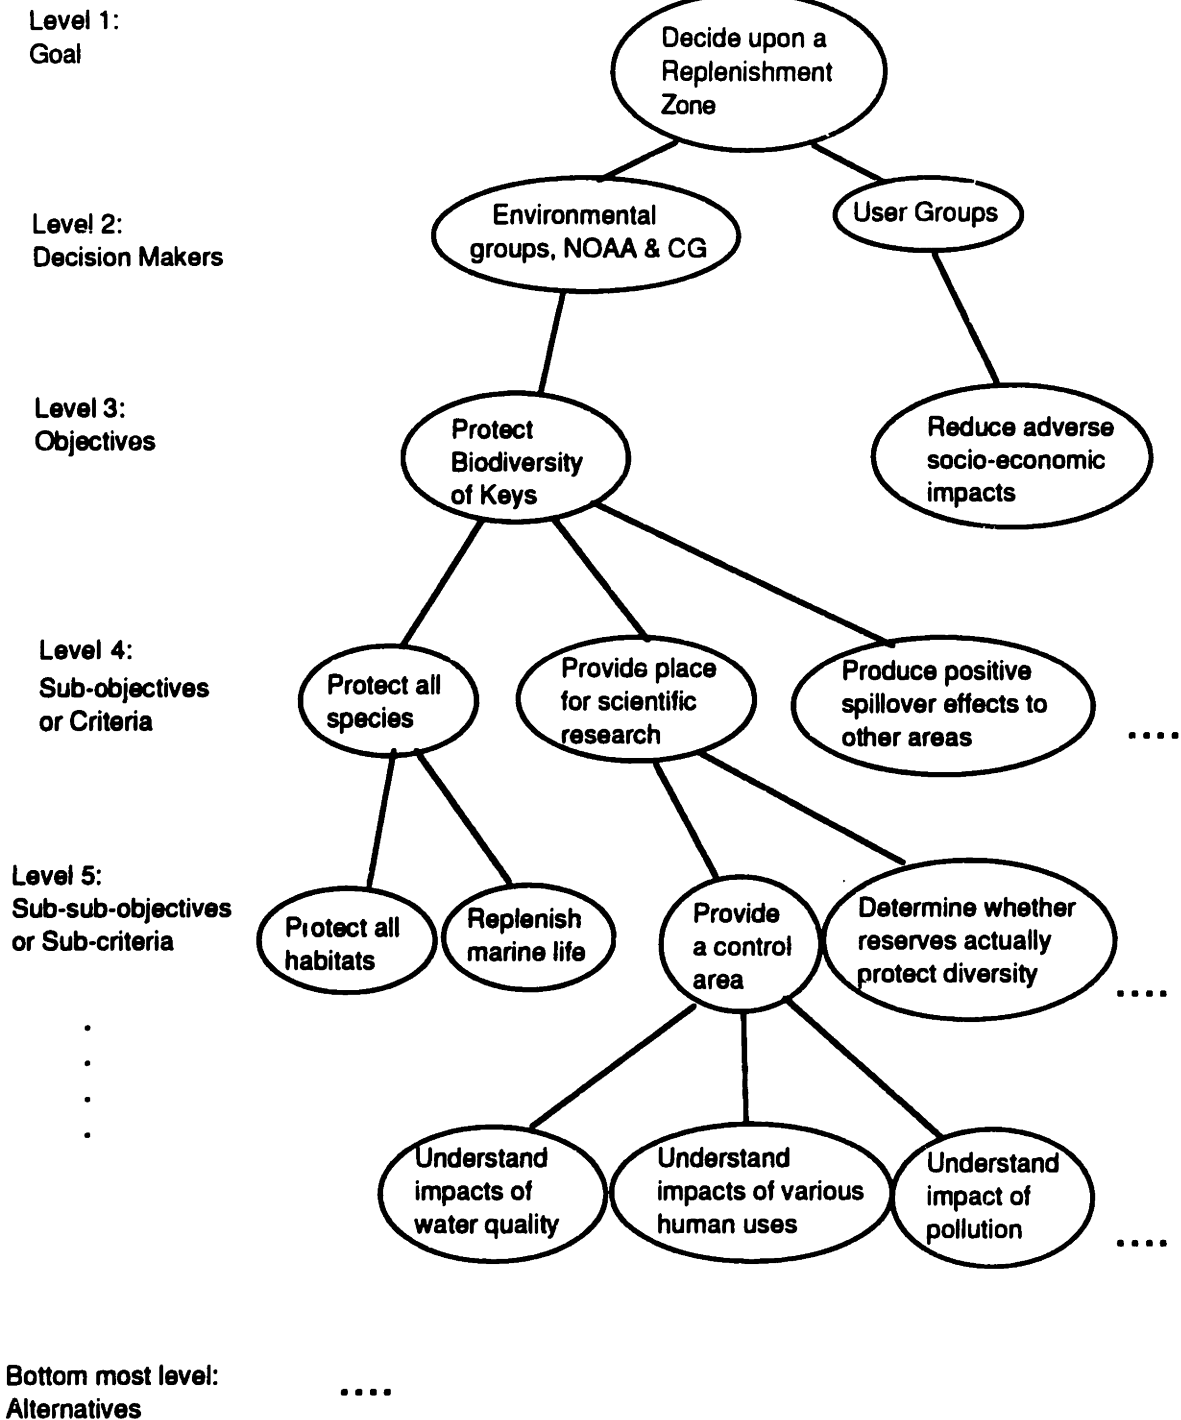 Level 1:
Goal
Decide upon a
Replenishment
Zone
Level 2:
Decision Makers
Environmental
groups, NOAA & CG
User Groups
Level 3:
Objectives
Protect
Biodiversity
of Keys
Reduce adverse
socio-economic
impacts
Level 4:
Sub-objectives
or Criteria
Protect all
species
Provide place
for scientific
research
Produce positive
spillover effects to
other areas
....
Level 5:
Sub-sub-objectives
or Sub-criteria
Protect all
habitats
Replenish
marine life
Provide
a control
area
Determine whether
reserves actually
protect diversity
....
.
.
.
.
Understand
impacts of
water quality
Understand
impacts of various
human uses
Understand
impact of
pollution
....
Bottom most level:
Alternatives
....